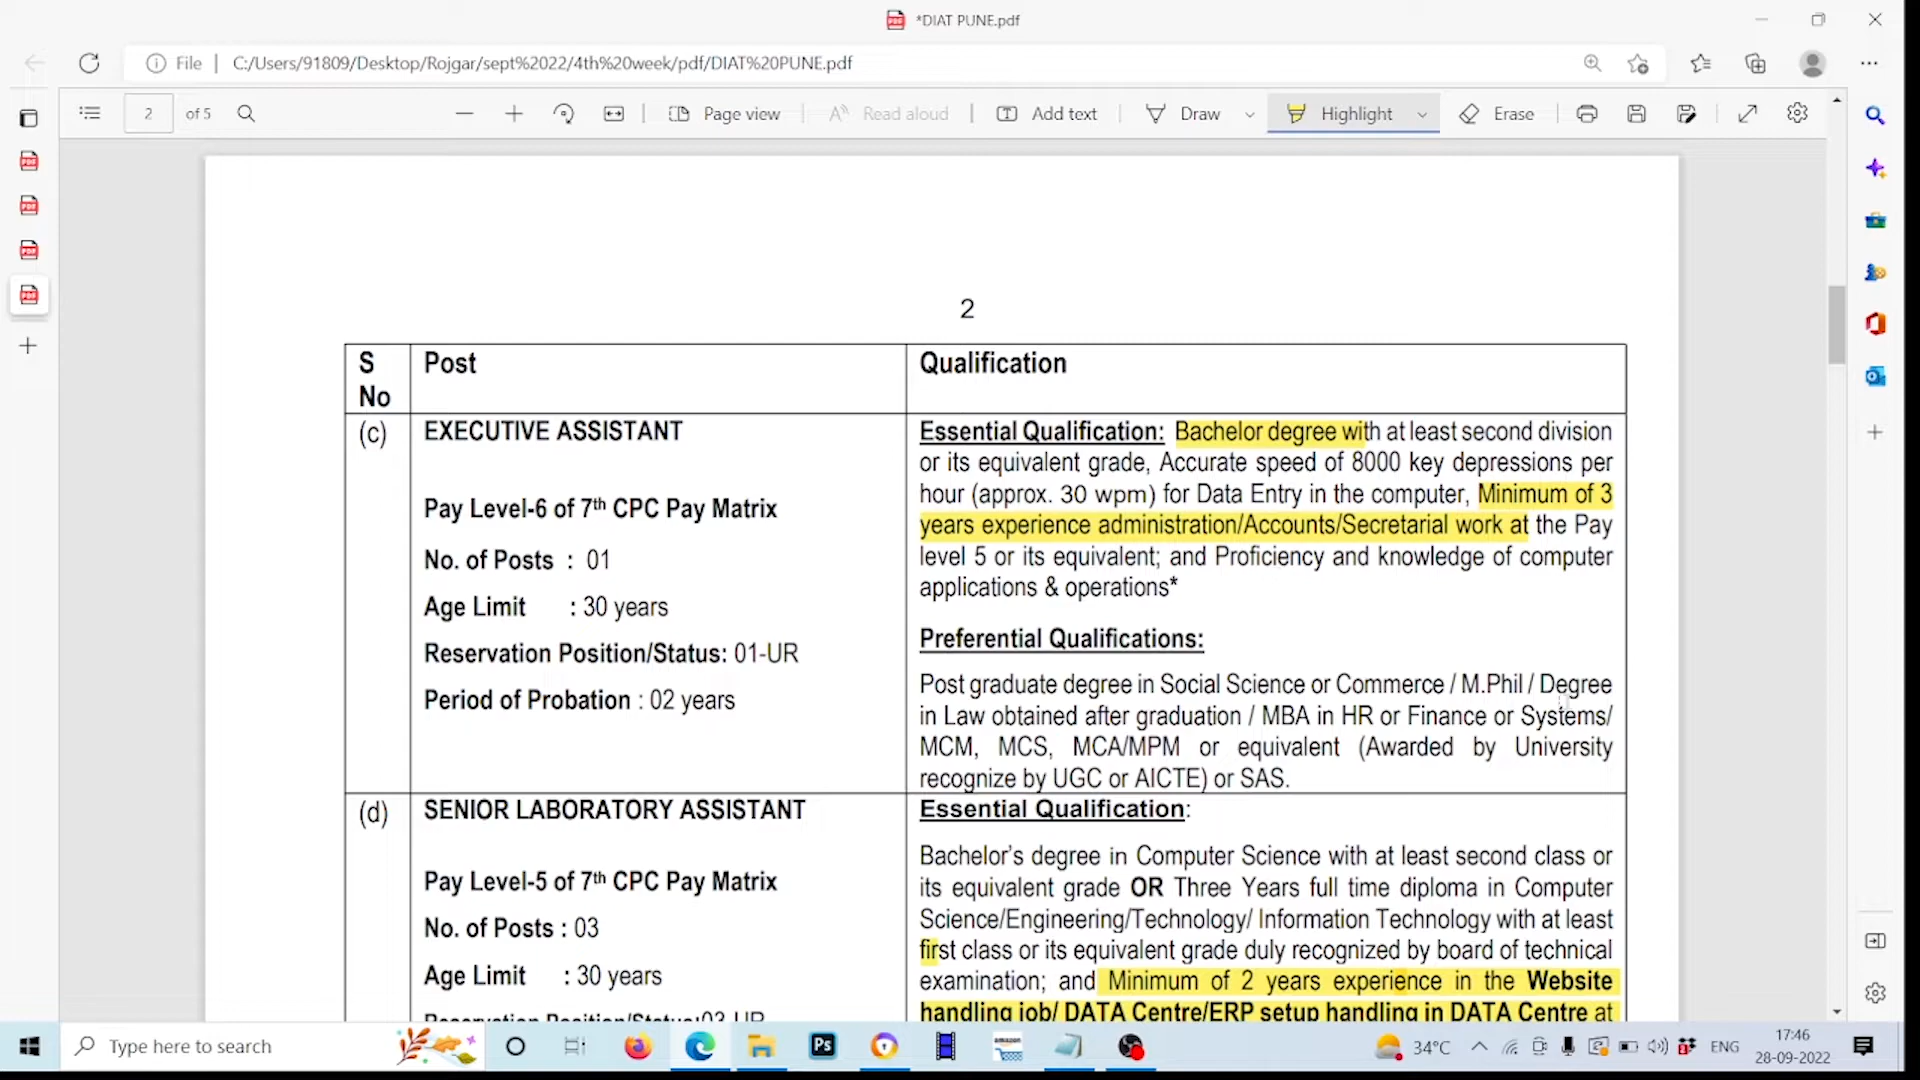 *DIAT PUNE.pdf
File | C:/Users/91809/Desktop/Rojgar/sept%2022/4th%20week/pdf/DIAT%20PUNE.pdf
2 of 5 Page view Read aloud Add text Draw Highlight Erase
2
S No Post Qualification
(c) EXECUTIVE ASSISTANT
Pay Level-6 of 7th CPC Pay Matrix
No. of Posts : 01
Age Limit : 30 years
Reservation Position/Status: 01-UR
Period of Probation : 02 years
Essential Qualification: Bachelor degree with at least second division
or its equivalent grade, Accurate speed of 8000 key depressions per
hour (approx. 30 wpm) for Data Entry in the computer, Minimum of 3
years experience administration/Accounts/Secretarial work at the Pay
level 5 or its equivalent; and Proficiency and knowledge of computer
applications & operations*
Preferential Qualifications:
Post graduate degree in Social Science or Commerce / M.Phil / Degree
in Law obtained after graduation / MBA in HR or Finance or Systems/
MCM, MCS, MCA/MPM or equivalent (Awarded by University
recognize by UGC or AICTE) or SAS.
(d) SENIOR LABORATORY ASSISTANT
Pay Level-5 of 7th CPC Pay Matrix
No. of Posts : 03
Age Limit : 30 years
Reservation Position/Status:03-UR
Essential Qualification:
Bachelor's degree in Computer Science with at least second class or
its equivalent grade OR Three Years full time diploma in Computer
Science/Engineering/Technology/ Information Technology with at least
first class or its equivalent grade duly recognized by board of technical
examination; and Minimum of 2 years experience in the Website
handling job/ DATA Centre/ERP setup handling in DATA Centre at
Type here to search
Ps
amazon
34°C
ENG
17:46
28-09-2022